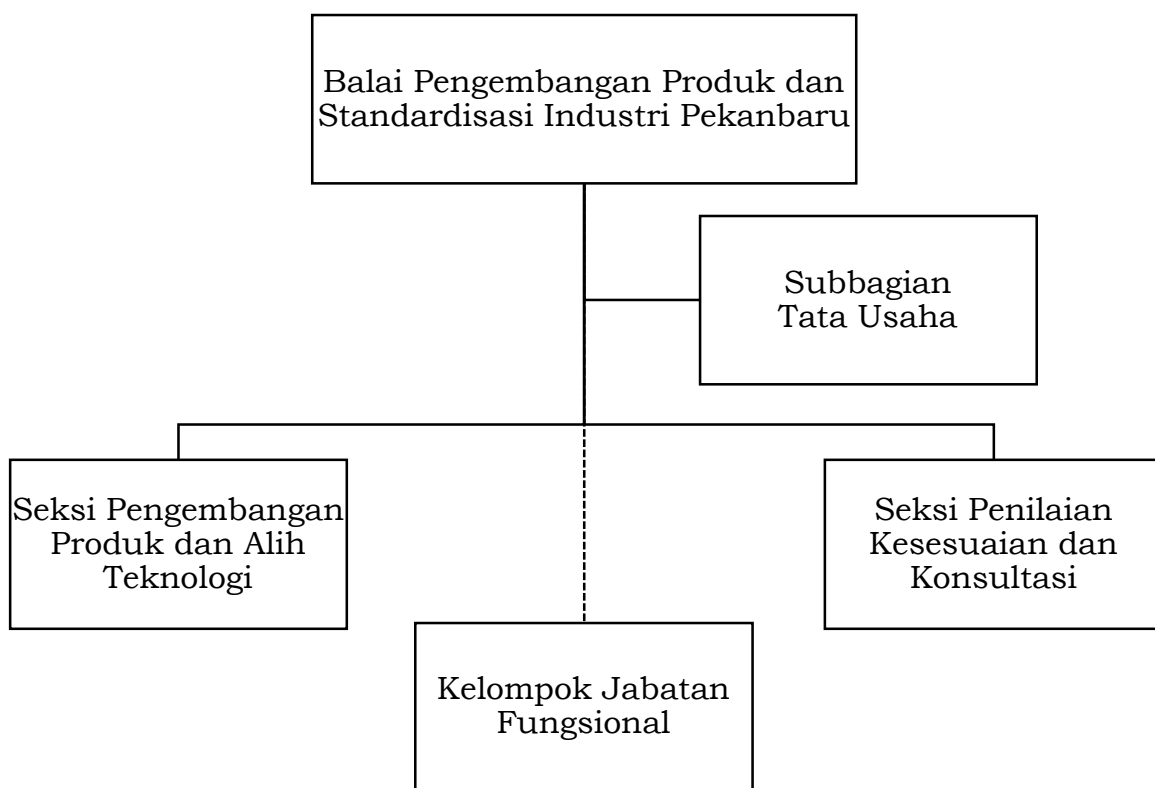 Balai Pengembangan Produk dan
Standardisasi Industri Pekanbaru
Subbagian
Tata Usaha
Seksi Pengembangan
Produk dan Alih
Teknologi
Seksi Penilaian
Kesesuaian dan
Konsultasi
Kelompok Jabatan
Fungsional